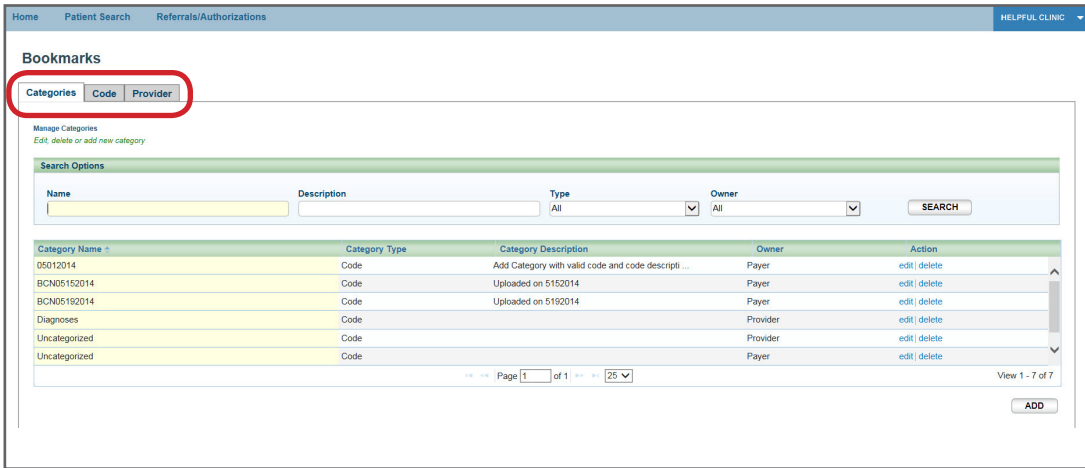 Home Patient Search Referrals/Authorizations HELPFUL CLINIC
Bookmarks
Categories Code Provider
Manage Categories
Edit, delete or add new category
Search Options
Name Description Type Owner
All All SEARCH
Category Name Category Type Category Description Owner Action
05012014 Code Add Category with valid code and code descripti ... Payer edit | delete
BCN05152014 Code Uploaded on 5152014 Payer edit | delete
BCN05192014 Code Uploaded on 5192014 Payer edit | delete
Diagnoses Code Provider edit | delete
Uncategorized Code Provider edit | delete
Uncategorized Code Payer edit | delete
Page 1 of 1 25 View 1 - 7 of 7
ADD